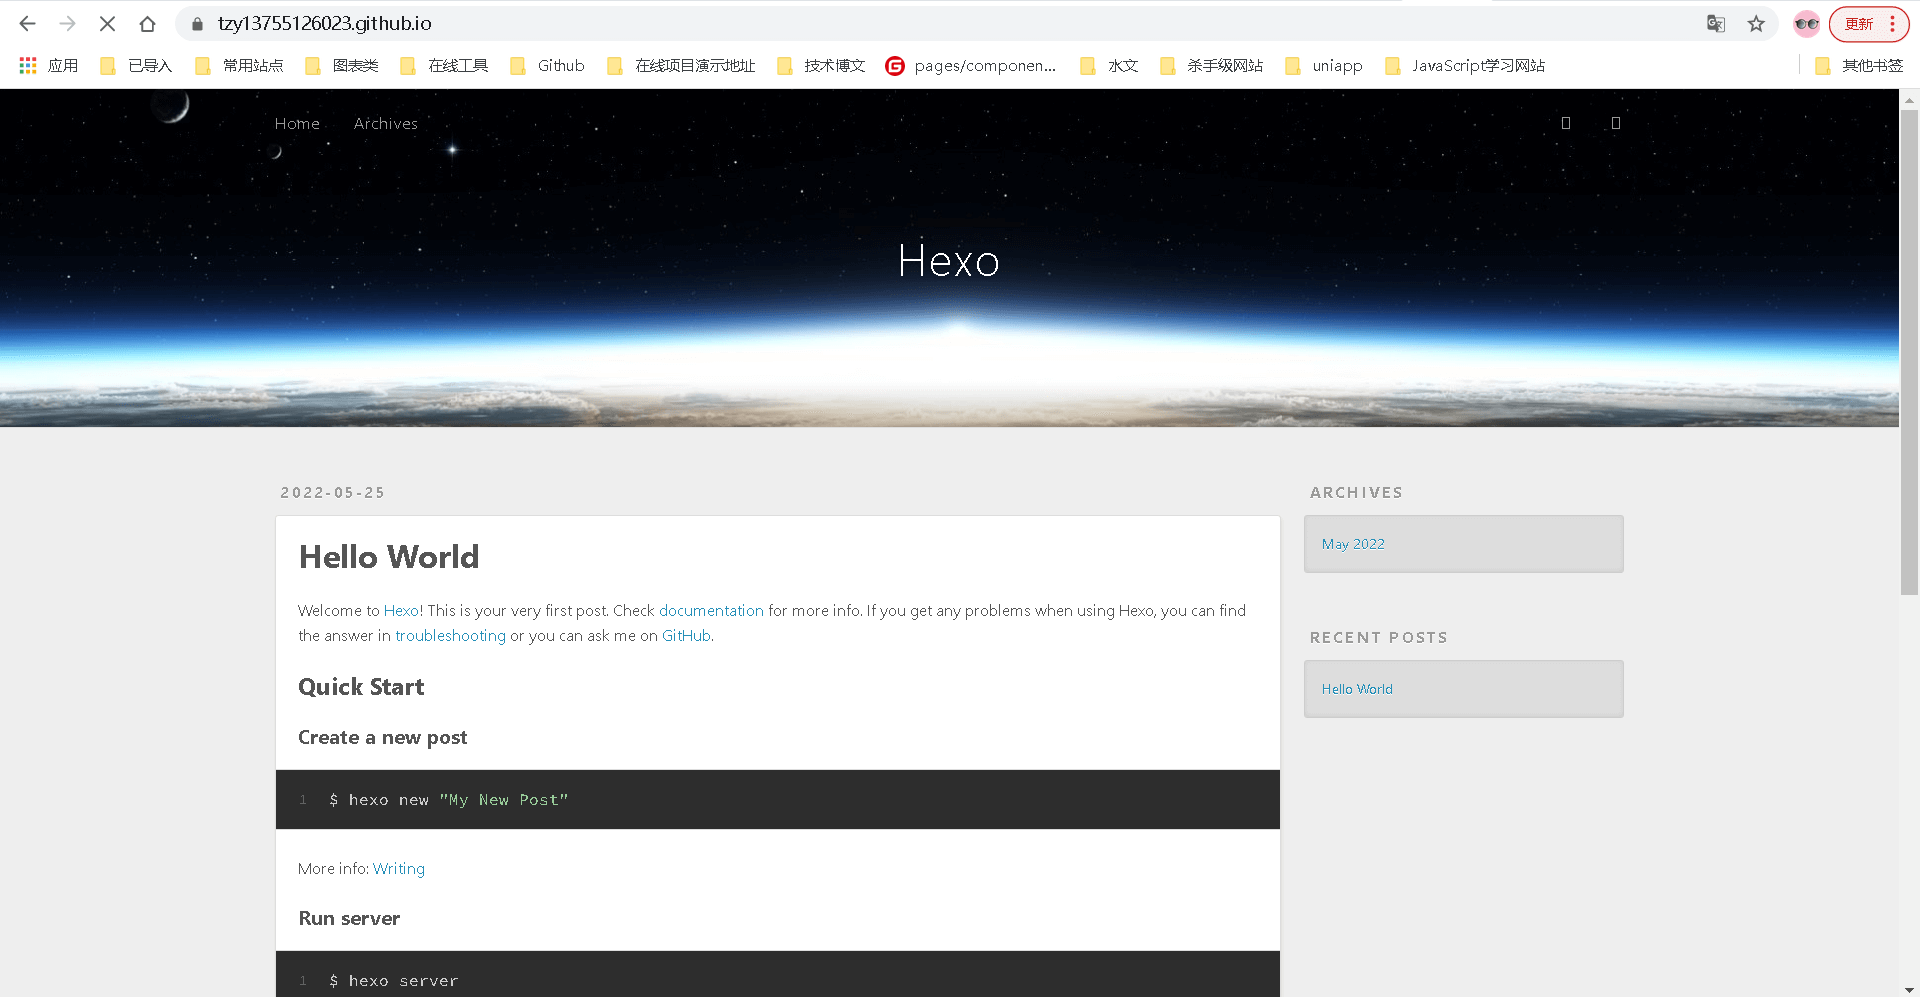 tzy13755126023.github.io
更新
应用 已导入 常用站点 图表类 在线工具 Github 在线项目演示地址 技术博文 pages/componen... 水文 杀手级网站 uniapp JavaScript学习网站 其他书签
Home Archives
Hexo
2022-05-25
Hello World
Welcome to Hexo! This is your very first post. Check documentation for more info. If you get any problems when using Hexo, you can find
the answer in troubleshooting or you can ask me on GitHub.
Quick Start
Create a new post
1 $ hexo new "My New Post"
More info: Writing
Run server
1 $ hexo server
ARCHIVES
May 2022
RECENT POSTS
Hello World